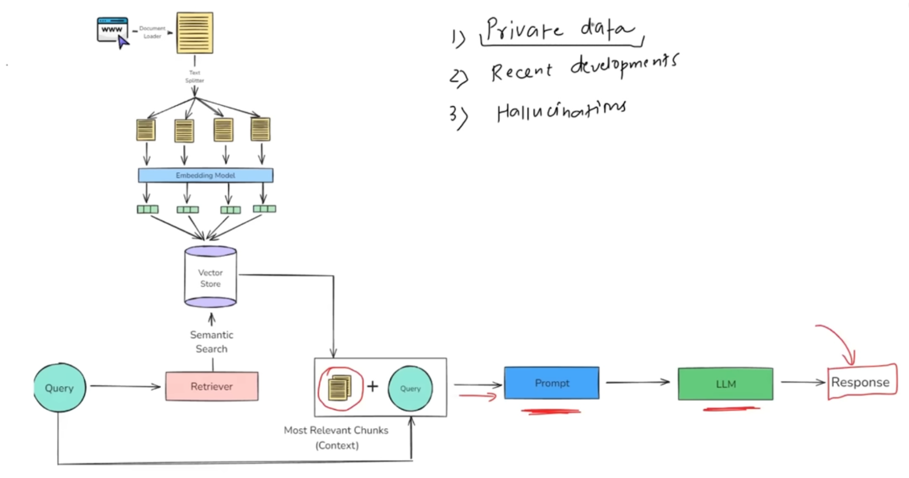 www
Document
Loader
Text
Splitter
Embedding Model
Vector
Store
Semantic
Search
Query
Retriever
+
Query
Most Relevant Chunks
(Context)
Prompt
LLM
Response
1) Private data
2) Recent developments
3) Hallucinations